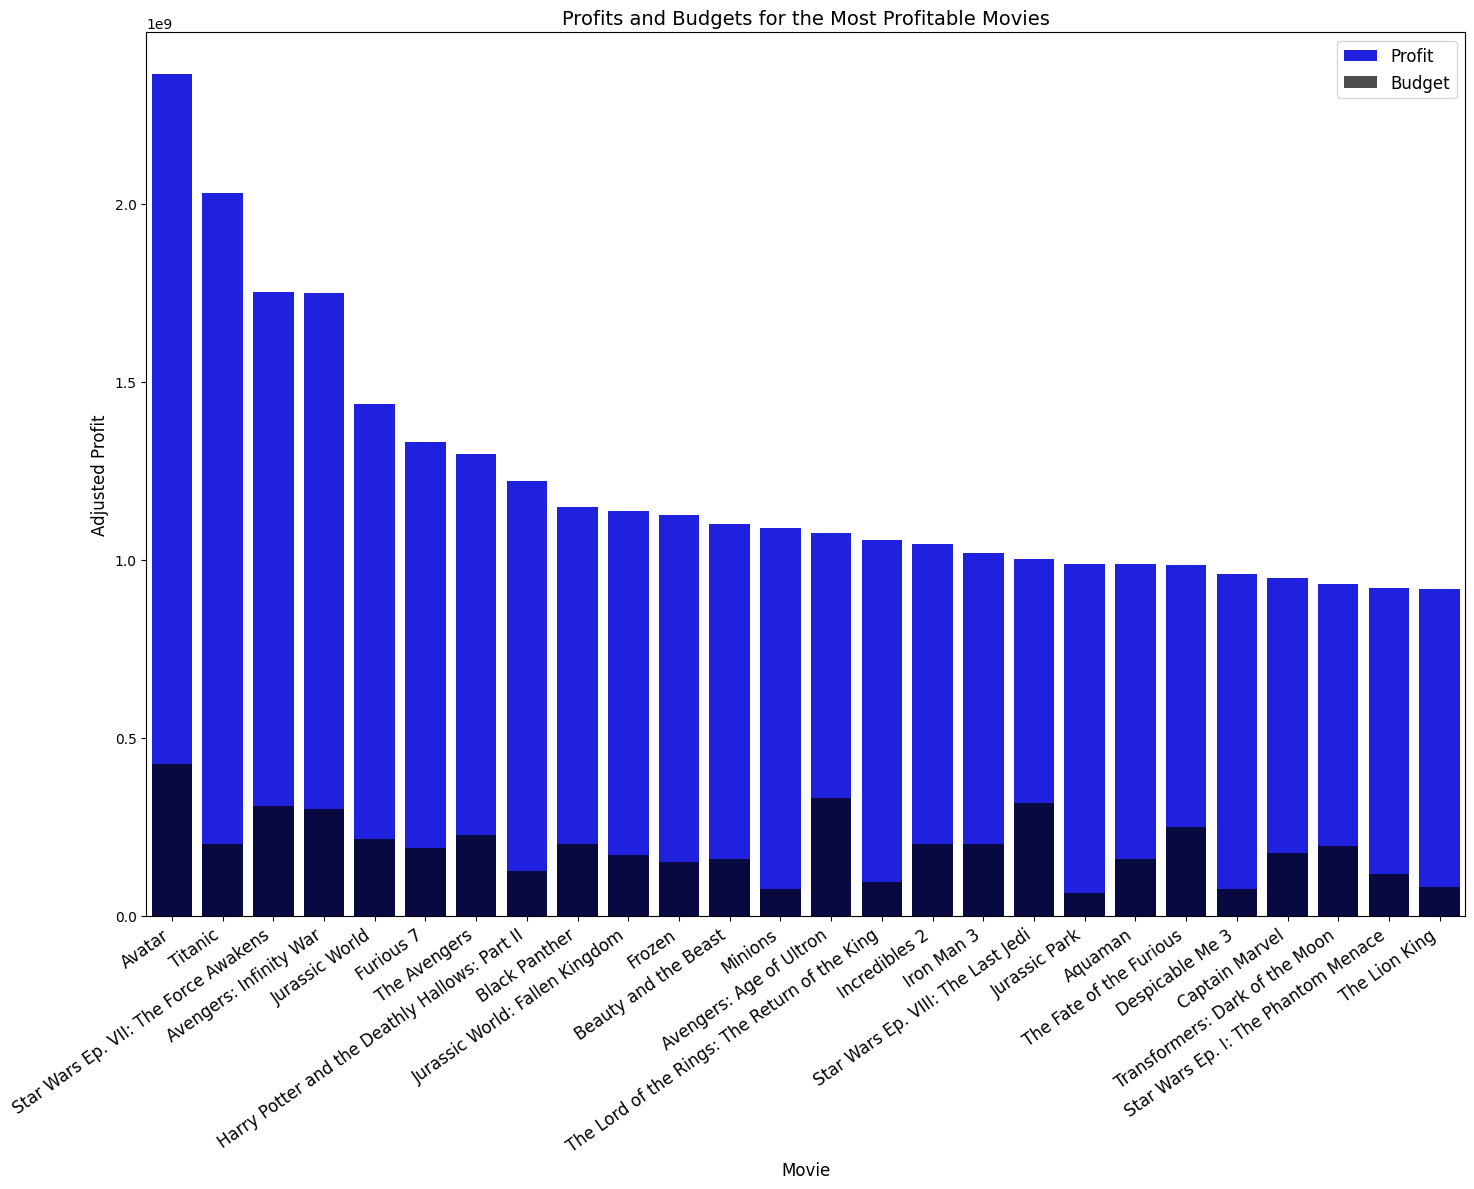 Profits and Budgets for the Most Profitable Movies
1e9
Profit
Budget
2.0
1.5
1.0
0.5
0.0
Adjusted Profit
Avatar
Titanic
Star Wars Ep. VII: The Force Awakens
Avengers: Infinity War
Jurassic World
Furious 7
The Avengers
Harry Potter and the Deathly Hallows: Part II
Black Panther
Jurassic World: Fallen Kingdom
Frozen
Beauty and the Beast
Minions
Avengers: Age of Ultron
The Lord of the Rings: The Return of the King
Incredibles 2
Iron Man 3
Star Wars Ep. VIII: The Last Jedi
Jurassic Park
Aquaman
The Fate of the Furious
Despicable Me 3
Captain Marvel
Transformers: Dark of the Moon
Star Wars Ep. I: The Phantom Menace
The Lion King
Movie